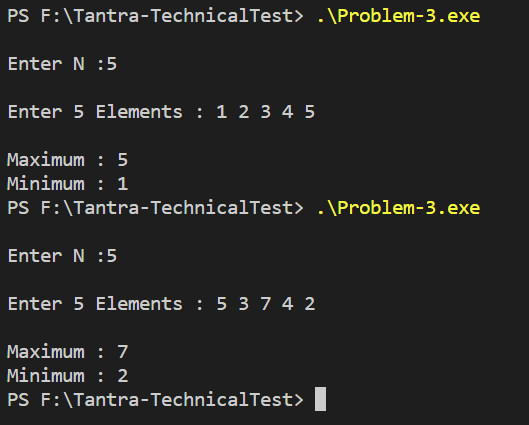 PS F:\Tantra-TechnicalTest> .\Problem-3.exe
Enter N :5
Enter 5 Elements : 1 2 3 4 5
Maximum : 5
Minimum : 1
PS F:\Tantra-TechnicalTest> .\Problem-3.exe
Enter N :5
Enter 5 Elements : 5 3 7 4 2
Maximum : 7
Minimum : 2
PS F:\Tantra-TechnicalTest>